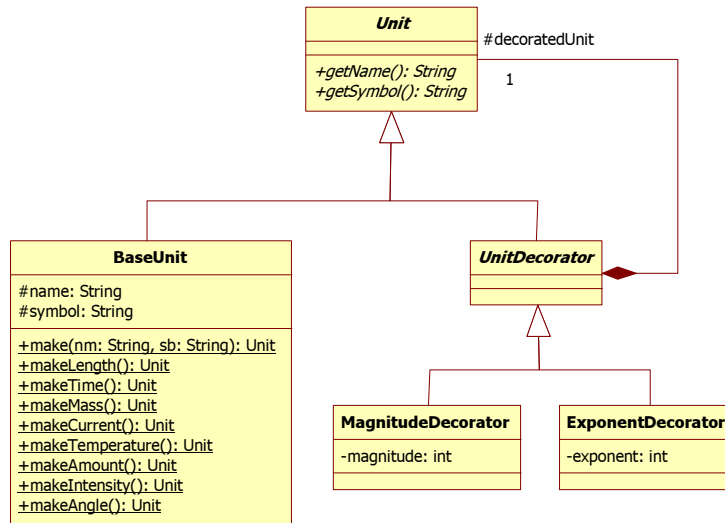 Unit
#decoratedUnit
+getName(): String
+getSymbol(): String
1
BaseUnit
#name: String
#symbol: String
+make(nm: String, sb: String): Unit
+makeLength(): Unit
+makeTime(): Unit
+makeMass(): Unit
+makeCurrent(): Unit
+makeTemperature(): Unit
+makeAmount(): Unit
+makeIntensity(): Unit
+makeAngle(): Unit
UnitDecorator
MagnitudeDecorator
-magnitude: int
ExponentDecorator
-exponent: int